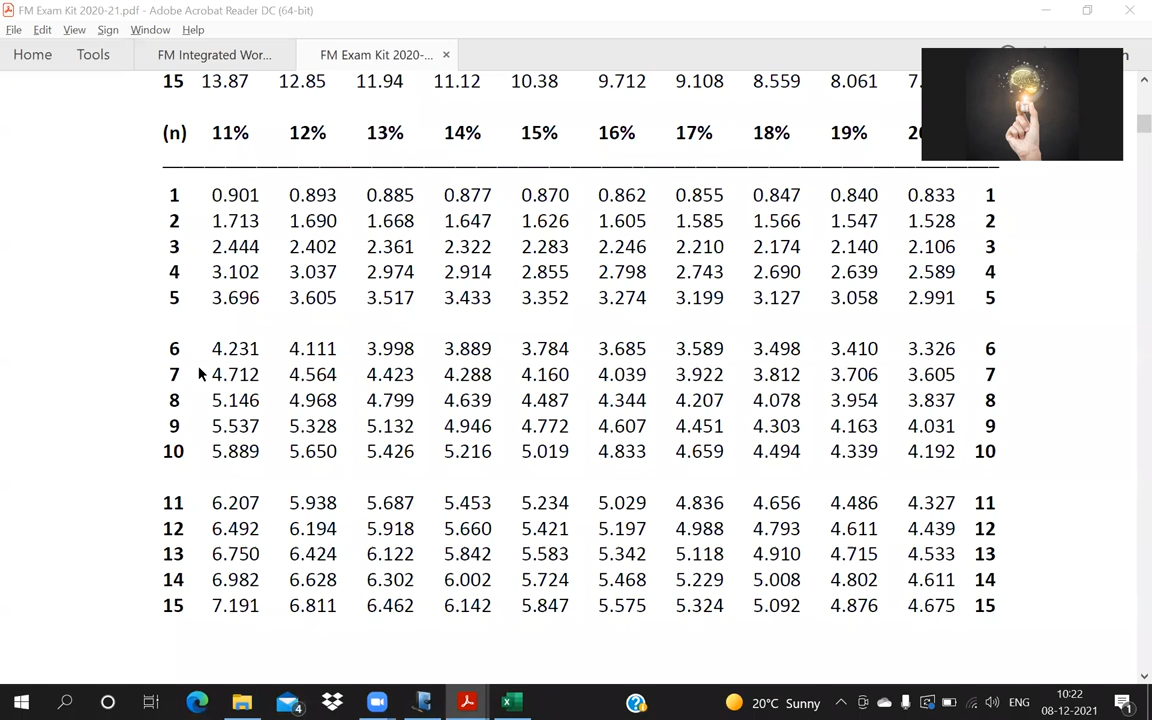 FM Exam Kit 2020-21.pdf - Adobe Acrobat Reader DC (64-bit)
File Edit View Sign Window Help
Home Tools FM Integrated Wor... FM Exam Kit 2020-... ×
15 13.87 12.85 11.94 11.12 10.38 9.712 9.108 8.559 8.061 7.
(n) 11% 12% 13% 14% 15% 16% 17% 18% 19%
1 0.901 0.893 0.885 0.877 0.870 0.862 0.855 0.847 0.840 0.833 1
2 1.713 1.690 1.668 1.647 1.626 1.605 1.585 1.566 1.547 1.528 2
3 2.444 2.402 2.361 2.322 2.283 2.246 2.210 2.174 2.140 2.106 3
4 3.102 3.037 2.974 2.914 2.855 2.798 2.743 2.690 2.639 2.589 4
5 3.696 3.605 3.517 3.433 3.352 3.274 3.199 3.127 3.058 2.991 5
6 4.231 4.111 3.998 3.889 3.784 3.685 3.589 3.498 3.410 3.326 6
7 4.712 4.564 4.423 4.288 4.160 4.039 3.922 3.812 3.706 3.605 7
8 5.146 4.968 4.799 4.639 4.487 4.344 4.207 4.078 3.954 3.837 8
9 5.537 5.328 5.132 4.946 4.772 4.607 4.451 4.303 4.163 4.031 9
10 5.889 5.650 5.426 5.216 5.019 4.833 4.659 4.494 4.339 4.192 10
11 6.207 5.938 5.687 5.453 5.234 5.029 4.836 4.656 4.486 4.327 11
12 6.492 6.194 5.918 5.660 5.421 5.197 4.988 4.793 4.611 4.439 12
13 6.750 6.424 6.122 5.842 5.583 5.342 5.118 4.910 4.715 4.533 13
14 6.982 6.628 6.302 6.002 5.724 5.468 5.229 5.008 4.802 4.611 14
15 7.191 6.811 6.462 6.142 5.847 5.575 5.324 5.092 4.876 4.675 15
4 20°C Sunny ENG 10:22
08-12-2021 1